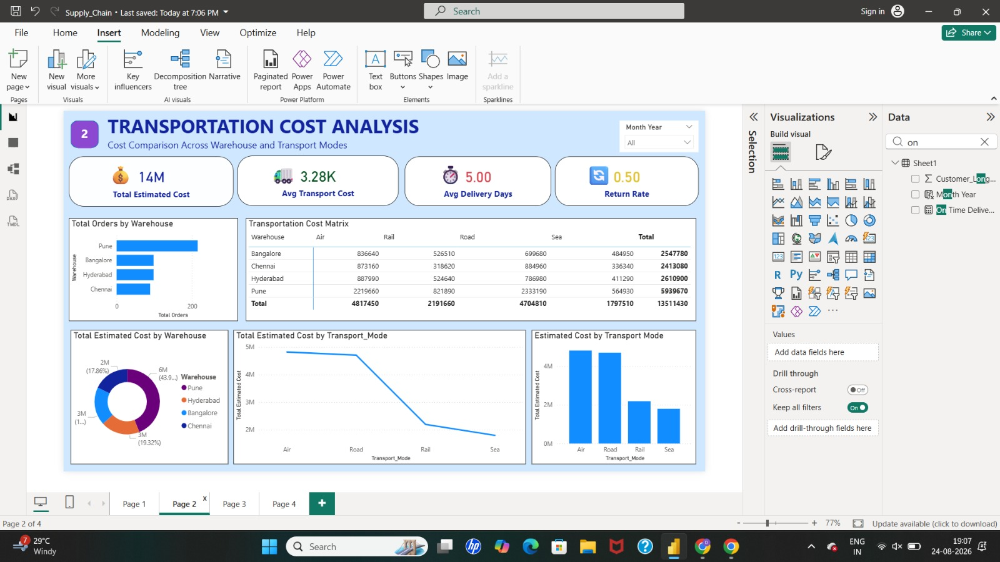 Supply_Chain • Last saved: Today at 7:06 PM
Search
Sign in
File Home Insert Modeling View Optimize Help
Share
New page
New visual
More visuals
Key influencers
Decomposition tree
Narrative
Paginated report
Power Apps
Power Automate
Text box
Buttons
Shapes
Image
Add a sparkline
Pages
Visuals
AI visuals
Power Platform
Elements
Sparklines
DAX
TMDL
2
TRANSPORTATION COST ANALYSIS
Cost Comparison Across Warehouse and Transport Modes
Month Year
All
14M
Total Estimated Cost
3.28K
Avg Transport Cost
5.00
Avg Delivery Days
0.50
Return Rate
Total Orders by Warehouse
Warehouse
Pune
Bangalore
Hyderabad
Chennai
0 200
Total Orders
Transportation Cost Matrix
Warehouse Air Rail Road Sea Total
Bangalore 836640 526510 699680 484950 2547780
Chennai 873160 318620 884960 336340 2413080
Hyderabad 887990 524640 786980 411290 2610900
Pune 2219660 821890 2333190 564930 5939670
Total 4817450 2191660 4704810 1797510 13511430
Total Estimated Cost by Warehouse
2M
(17.86%)
6M
(43.9...)
3M
(1...)
3M
(19.32%)
Warehouse
Pune
Hyderabad
Bangalore
Chennai
Total Estimated Cost by Transport_Mode
Total Estimated Cost
5M
4M
3M
2M
Air Road Rail Sea
Transport_Mode
Estimated Cost by Transport Mode
Total Estimated Cost
4M
2M
0M
Air Road Rail Sea
Transport_Mode
Selection
Visualizations
Build visual
123
123
R Py
...
Values
Add data fields here
Drill through
Cross-report Off
Keep all filters On
Add drill-through fields here
Data
on
Sheet1
Customer_Long...
Month Year
On Time Delive...
Page 1
Page 2 x
Page 3
Page 4
+
Page 2 of 4
- + 77%
Update available (click to download)
7
29°C
Windy
Search
hp
ENG
IN
19:07
24-08-2026